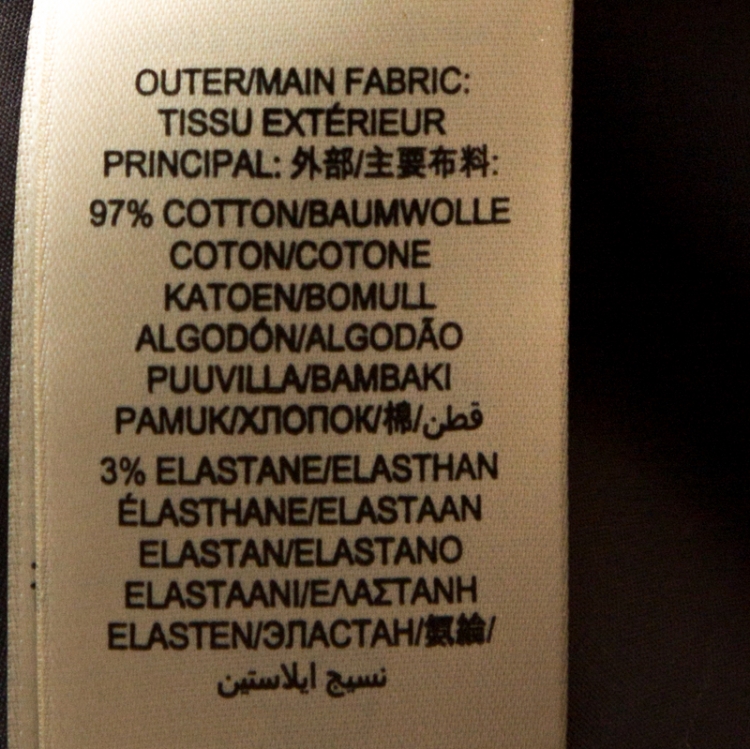 OUTER/MAIN FABRIC:
TISSU EXTÉRIEUR
PRINCIPAL: 外部/主要布料:
97% COTTON/BAUMWOLLE
COTON/COTONE
KATOEN/BOMULL
ALGODÓN/ALGODÃO
PUUVILLA/BAMBAKI
PAMUK/ХЛОПОК/棉/قطن
3% ELASTANE/ELASTHAN
ÉLASTHANE/ELASTAAN
ELASTAN/ELASTANO
ELASTAANI/ΕΛΑΣΤΑΝΗ
ELASTEN/ЭЛАСТАН/氨綸/
نسيج ايلاستين